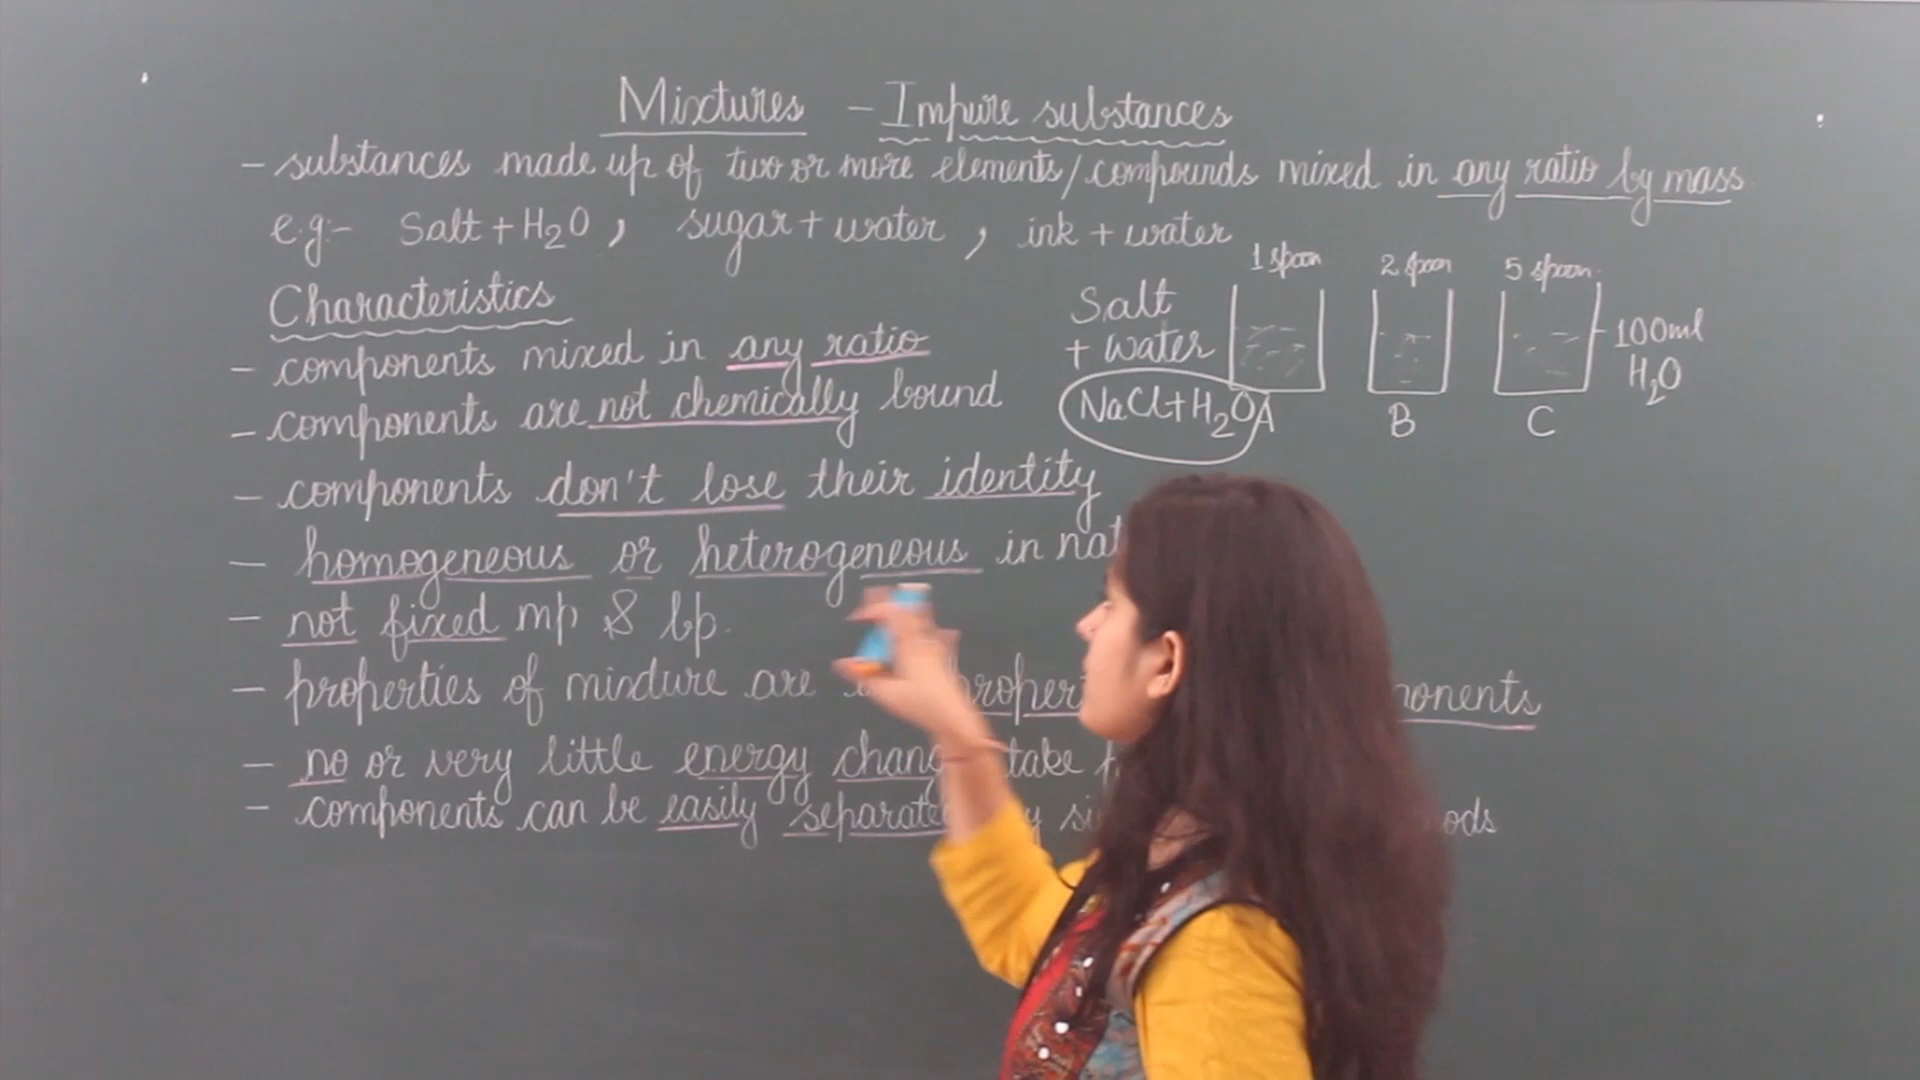 Mixtures - Impure substances
- substances made up of two or more elements/compounds mixed in any ratio by mass
e.g:- Salt + H2O, sugar + water, ink + water
1 spoon 2 spoon 5 spoon
Characteristics
Salt
+ water
100ml
H2O
- components mixed in any ratio
- components are not chemically bound
NaCl + H2O
A B C
- components don't lose their identity
- homogeneous or heterogeneous in
- not fixed mp & bp.
- properties of mixture are
- no or very little energy take
- components can be easily